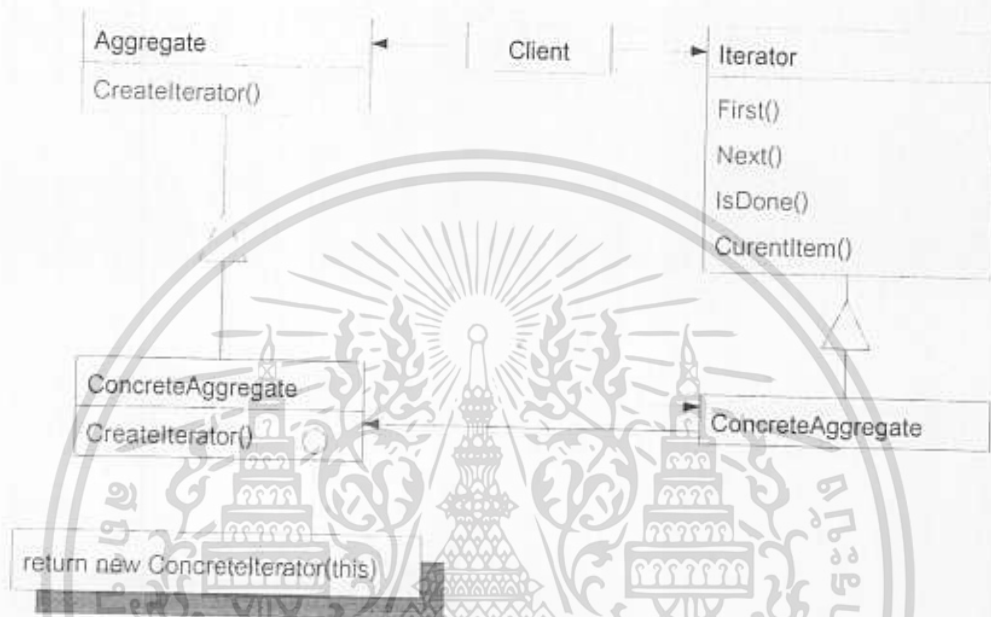 Aggregate
CreateIterator()
Client
Iterator
First()
Next()
IsDone()
CurentItem()
ConcreteAggregate
CreateIterator()
ConcreteAggregate
return new ConcreteIterator(this)